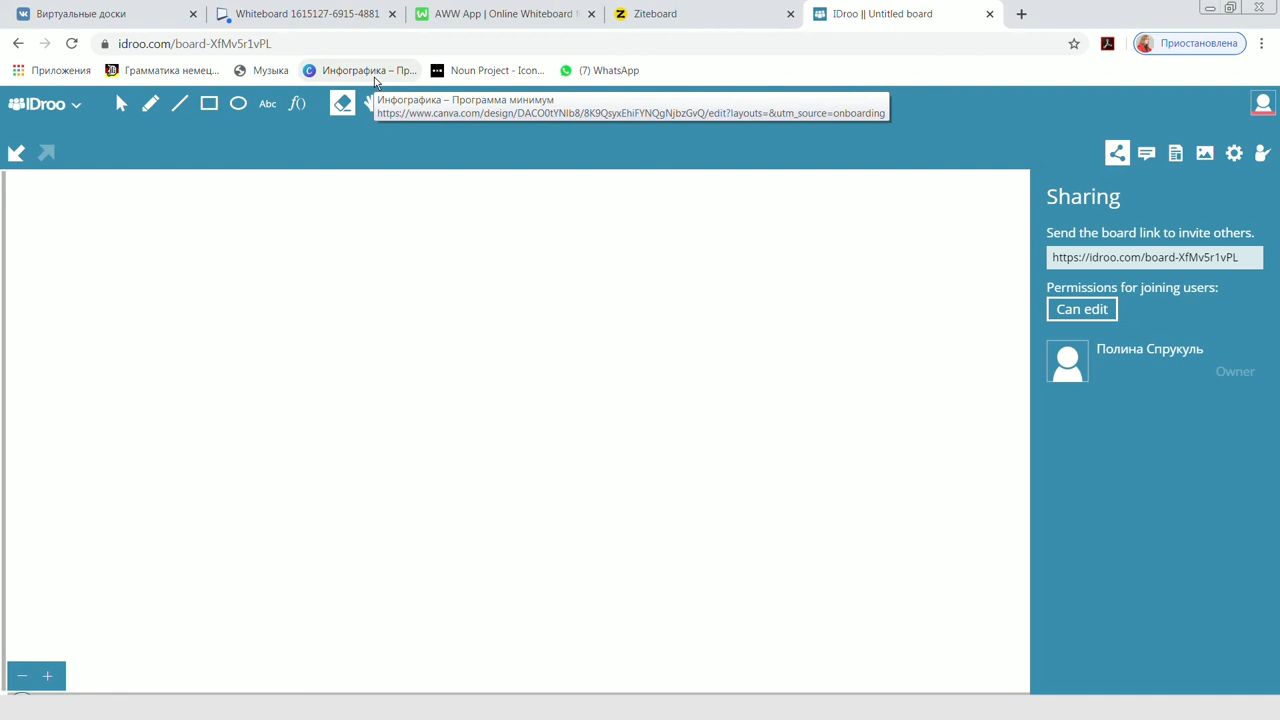 Виртуальные доск
Whiteboard 1615127-6915-4881
AWW App | Online Whiteboard f
Ziteboard
IDroo || Untitled board
idroo.com/board-XfMv5r1vPL
Приостановлена
Приложения
Грамматика немец...
Музыка
Инфографика – Пр...
Noun Project - Icon...
(7) WhatsApp
IDroo
Abc
f()
Инфографика – Программа минимум
https://www.canva.com/design/DACO0tYNIb8/8K9QsyxEhiFYNQgNjbzGvQ/edit?layouts=&utm_source=onboarding
Sharing
Send the board link to invite others.
https://idroo.com/board-XfMv5r1vPL
Permissions for joining users:
Can edit
Полина Спрукуль
Owner